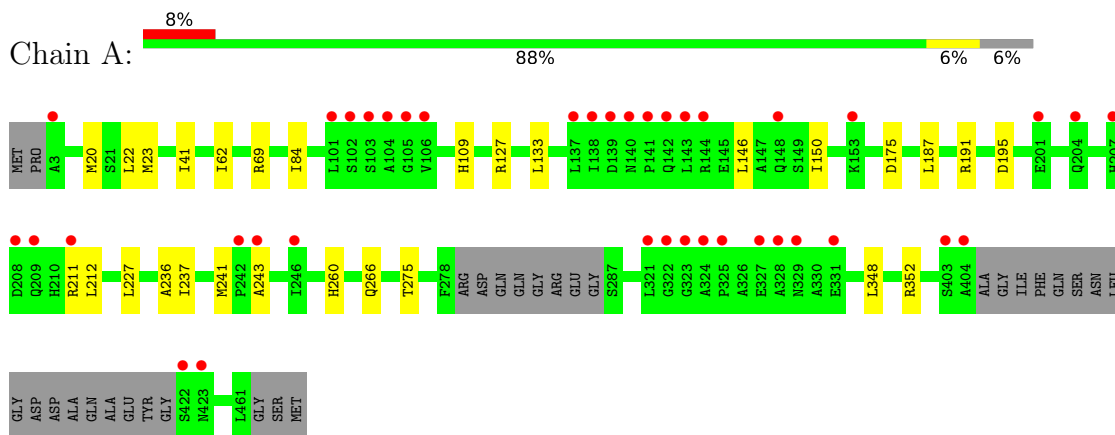 8%
Chain A:
88% 6% 6%
MET PRO A3 M20 S21 L22 M23 I41 I62 R69 I84 L101 S102 S103 A104 G105 V106 H109 R127 L133 L137 I138 D139 N140 P141 Q142 L143 R144 E145 L146 A147 Q148 S149 I150 K153 D175 L187 R191 D195 E201 Q204 H207
D208 Q209 H210 R211 L212 L227 A236 I237 M241 P242 A243 I246 H260 Q266 T275 F278 ARG ASP GLN GLN GLY ARG GLU GLY S287 L321 G322 G323 A324 P325 A326 E327 A328 N329 A330 E331 L348 R352 S403 A404 ALA GLY ILE PHE GLN SER ASN LEU
GLY ASP ASP ALA GLN ALA GLU TYR GLY S422 N423 L461 GLY SER MET